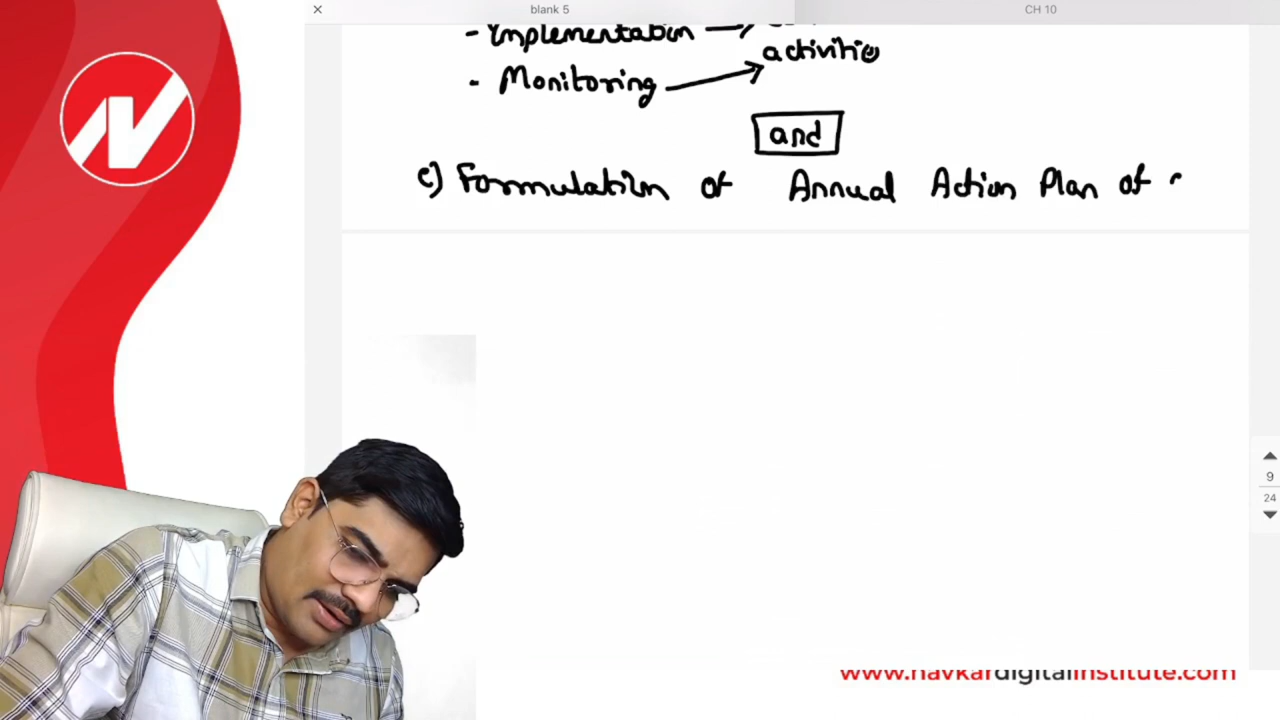 blank 5
CH 10
- Implementation →
activities
- Monitoring →
and
c) Formulation of Annual Action Plan of
9
24
www.navkardigitalinstitute.com